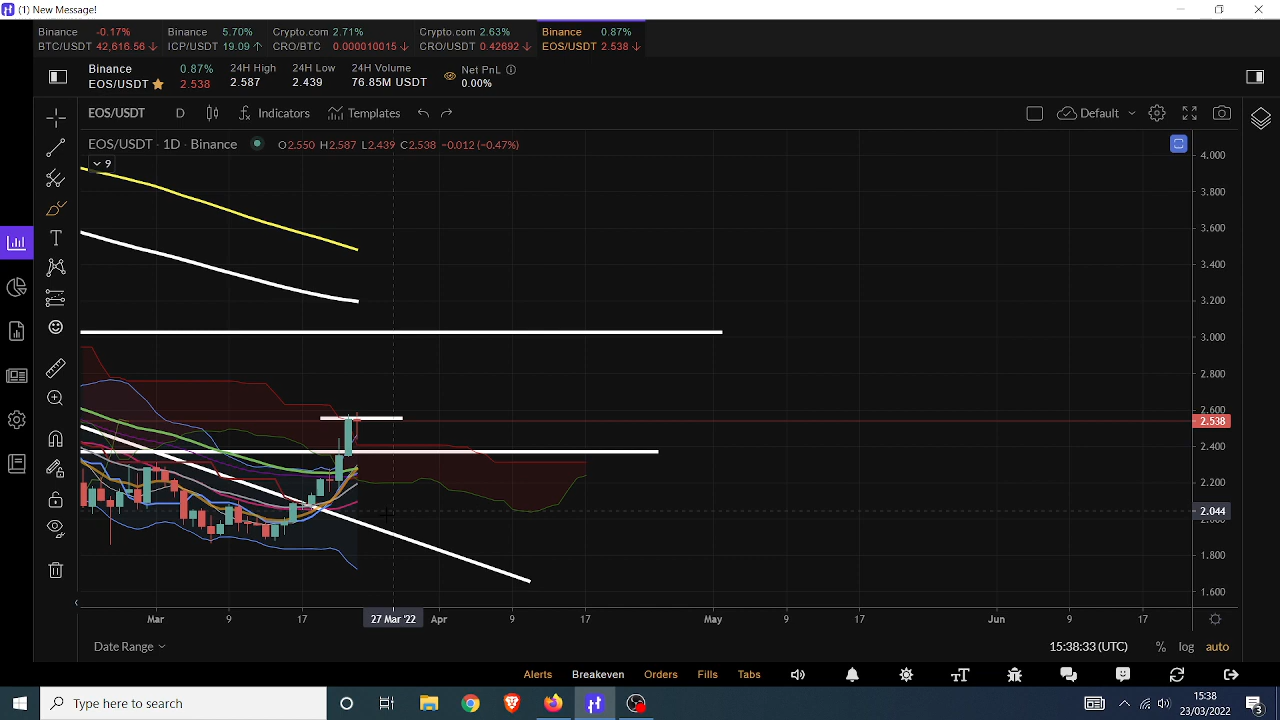 (1) New Message!
Binance -0.17%
BTC/USDT 42,616.56 ↓
Binance 5.70%
ICP/USDT 19.09 ↑
Crypto.com 2.71%
CRO/BTC 0.000010015 ↓
Crypto.com 2.63%
CRO/USDT 0.42692 ↓
Binance 0.87%
EOS/USDT 2.538 ↓
Binance 0.87%
EOS/USDT 2.538
24H High
2.587
24H Low
2.439
24H Volume
76.85M USDT
Net PnL
0.00%
EOS/USDT D Indicators Templates Default
EOS/USDT · 1D · Binance O2.550 H2.587 L2.439 C2.538 −0.012 (−0.47%)
9
4.000
3.800
3.600
3.400
3.200
3.000
2.800
2.600
2.538
2.400
2.200
2.044
2.000
1.800
1.600
Mar 9 17 27 Mar '22 Apr 9 17 May 9 17 Jun 9 17
Date Range 15:38:33 (UTC) % log auto
Alerts Breakeven Orders Fills Tabs
Type here to search
15:38
23/03/2022
3